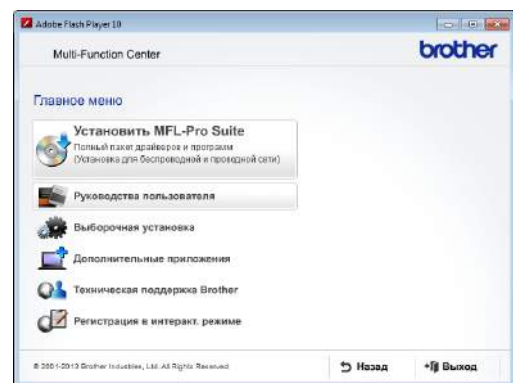 Adobe Flash Player 10
Multi-Function Center
brother
Главное меню
Установить MFL-Pro Suite
Полный пакет драйверов и программ
(Установка для беспроводной и проводной сети)
Руководства пользователя
Выборочная установка
Дополнительные приложения
Техническая поддержка Brother
Регистрация в интеракт. режиме
© 2001-2013 Brother Industries, Ltd. All Rights Reserved
Назад
Выход